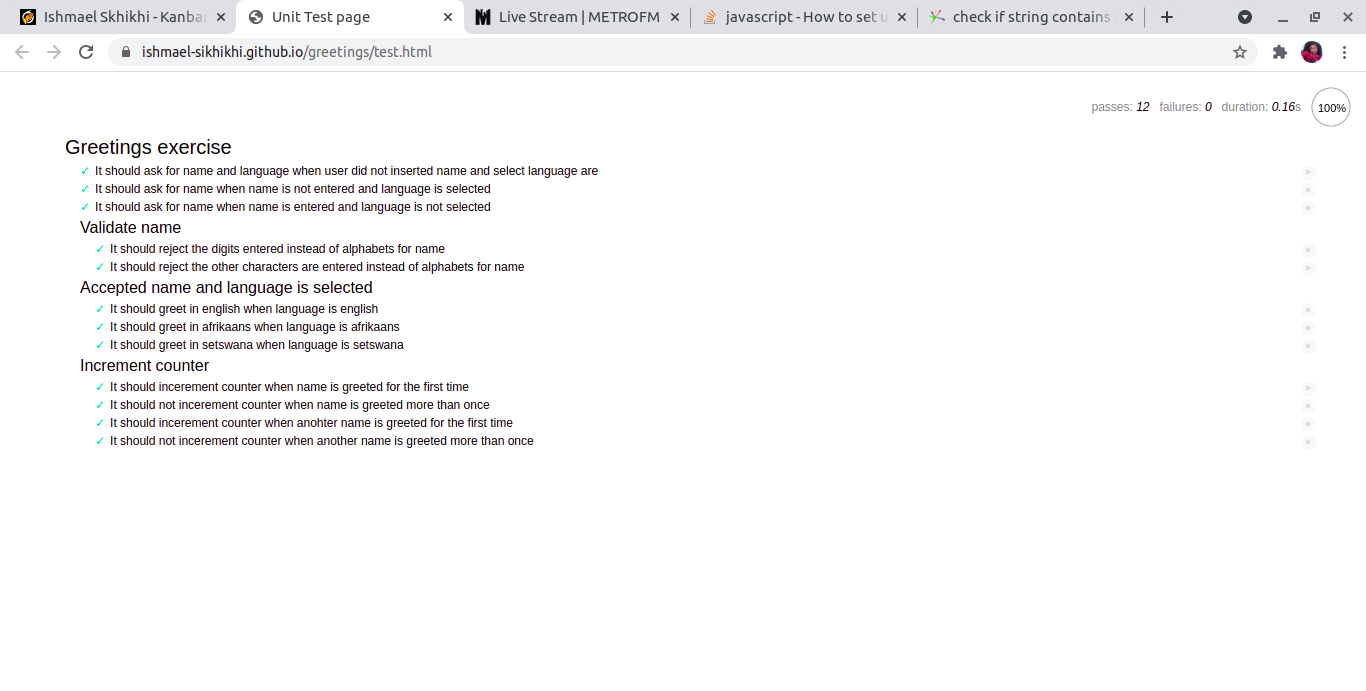 Ishmael Skhikhi - Kanban
Unit Test page
Live Stream | METROFM
javascript - How to set u
check if string contains
ishmael-sikhikhi.github.io/greetings/test.html
passes: 12 failures: 0 duration: 0.16s 100%
Greetings exercise
✓ It should ask for name and language when user did not inserted name and select language are
✓ It should ask for name when name is not entered and language is selected
✓ It should ask for name when name is entered and language is not selected
Validate name
✓ It should reject the digits entered instead of alphabets for name
✓ It should reject the other characters are entered instead of alphabets for name
Accepted name and language is selected
✓ It should greet in english when language is english
✓ It should greet in afrikaans when language is afrikaans
✓ It should greet in setswana when language is setswana
Increment counter
✓ It should incerement counter when name is greeted for the first time
✓ It should not incerement counter when name is greeted more than once
✓ It should incerement counter when anohter name is greeted for the first time
✓ It should not incerement counter when another name is greeted more than once